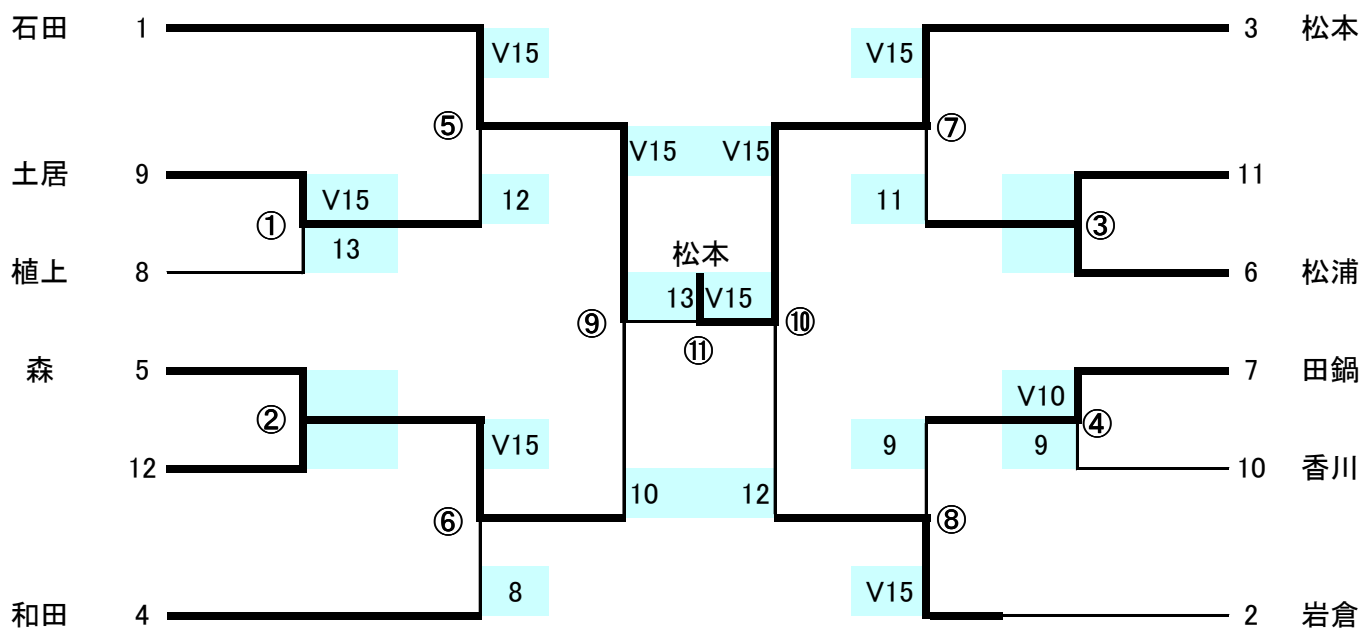 石田 1 V15 V15 3 松本
⑤ ⑦
V15 V15
土居 9 V15 12 11 11
① ③
植上 8 13 6 松浦
松本
13 V15
⑨ ⑩
⑪
森 5 7 田鍋
V10
② V15 9 9 ④
12 10 香川
10 12
⑥ ⑧
8 V15
和田 4 2 岩倉